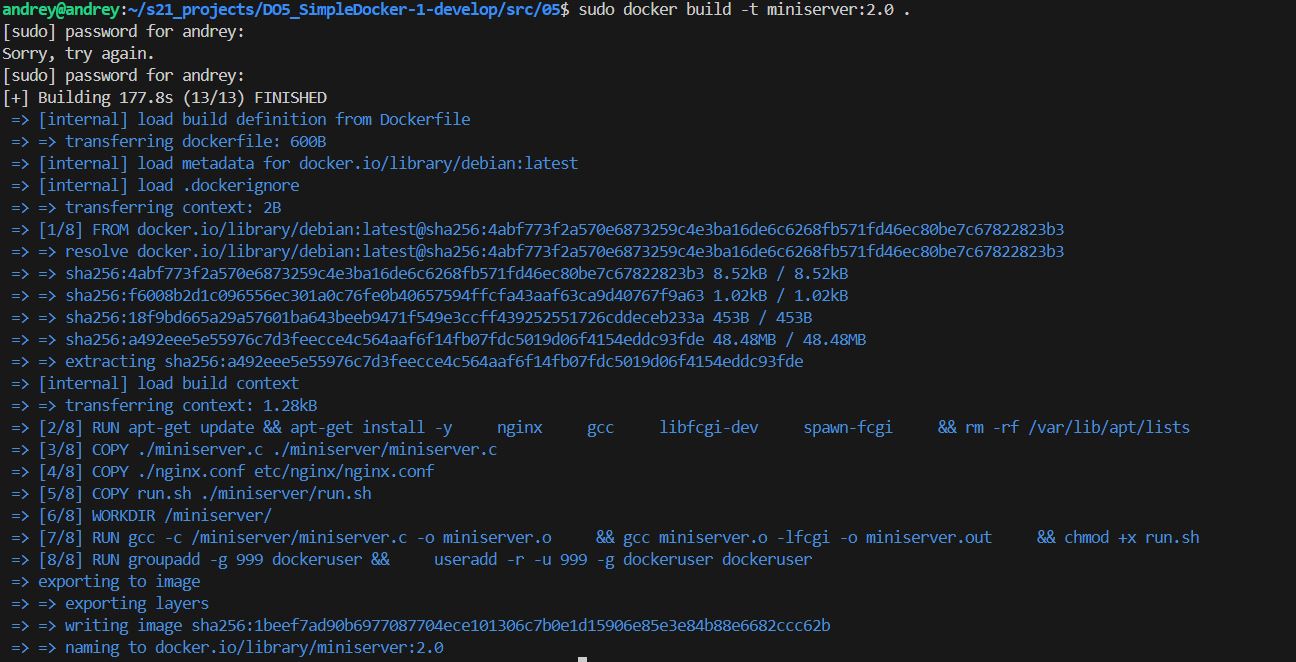 andrey@andrey:~/s21_projects/DO5_SimpleDocker-1-develop/src/05$ sudo docker build -t miniserver:2.0 .
[sudo] password for andrey:
Sorry, try again.
[sudo] password for andrey:
[+] Building 177.8s (13/13) FINISHED
=> [internal] load build definition from Dockerfile
=> => transferring dockerfile: 600B
=> [internal] load metadata for docker.io/library/debian:latest
=> [internal] load .dockerignore
=> => transferring context: 2B
=> [1/8] FROM docker.io/library/debian:latest@sha256:4abf773f2a570e6873259c4e3ba16de6c6268fb571fd46ec80be7c67822823b3
=> => resolve docker.io/library/debian:latest@sha256:4abf773f2a570e6873259c4e3ba16de6c6268fb571fd46ec80be7c67822823b3
=> => sha256:4abf773f2a570e6873259c4e3ba16de6c6268fb571fd46ec80be7c67822823b3 8.52kB / 8.52kB
=> => sha256:f6008b2d1c096556ec301a0c76fe0b40657594ffcfa43aaf63ca9d40767f9a63 1.02kB / 1.02kB
=> => sha256:18f9bd665a29a57601ba643beeb9471f549e3ccff439252551726cddeceb233a 453B / 453B
=> => sha256:a492eee5e55976c7d3feecce4c564aaf6f14fb07fdc5019d06f4154eddc93fde 48.48MB / 48.48MB
=> => extracting sha256:a492eee5e55976c7d3feecce4c564aaf6f14fb07fdc5019d06f4154eddc93fde
=> [internal] load build context
=> => transferring context: 1.28kB
=> [2/8] RUN apt-get update && apt-get install -y     nginx     gcc     libfcgi-dev     spawn-fcgi     && rm -rf /var/lib/apt/lists
=> [3/8] COPY ./miniserver.c ./miniserver/miniserver.c
=> [4/8] COPY ./nginx.conf etc/nginx/nginx.conf
=> [5/8] COPY run.sh ./miniserver/run.sh
=> [6/8] WORKDIR /miniserver/
=> [7/8] RUN gcc -c /miniserver/miniserver.c -o miniserver.o     && gcc miniserver.o -lfcgi -o miniserver.out     && chmod +x run.sh
=> [8/8] RUN groupadd -g 999 dockeruser &&     useradd -r -u 999 -g dockeruser dockeruser
=> exporting to image
=> => exporting layers
=> => writing image sha256:1beef7ad90b6977087704ece101306c7b0e1d15906e85e3e84b88e6682ccc62b
=> => naming to docker.io/library/miniserver:2.0